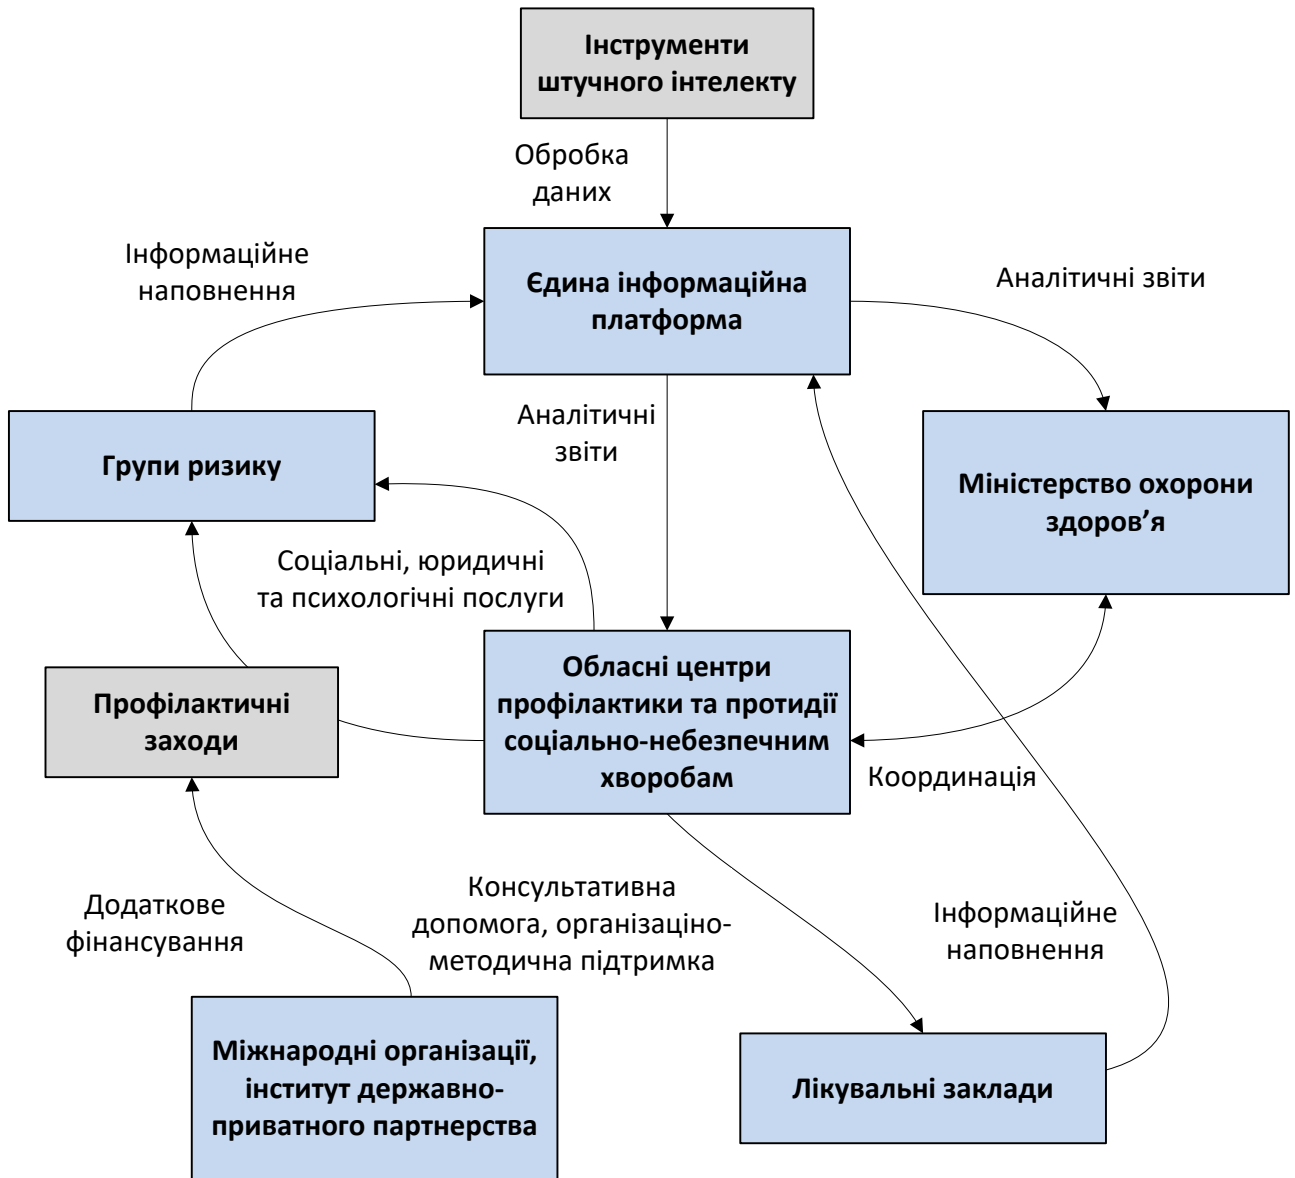 Інструменти
штучного інтелекту
Обробка
даних
Інформаційне
наповнення
Єдина інформаційна
платформа
Аналітичні звіти
Аналітичні
звіти
Групи ризику
Міністерство охорони
здоров’я
Соціальні, юридичні
та психологічні послуги
Профілактичні
заходи
Обласні центри
профілактики та протидії
соціально-небезпечним
хворобам
Координація
Додаткове
фінансування
Консультативна
допомога, організаціно-
методична підтримка
Інформаційне
наповнення
Міжнародні організації,
інститут державно-
приватного партнерства
Лікувальні заклади